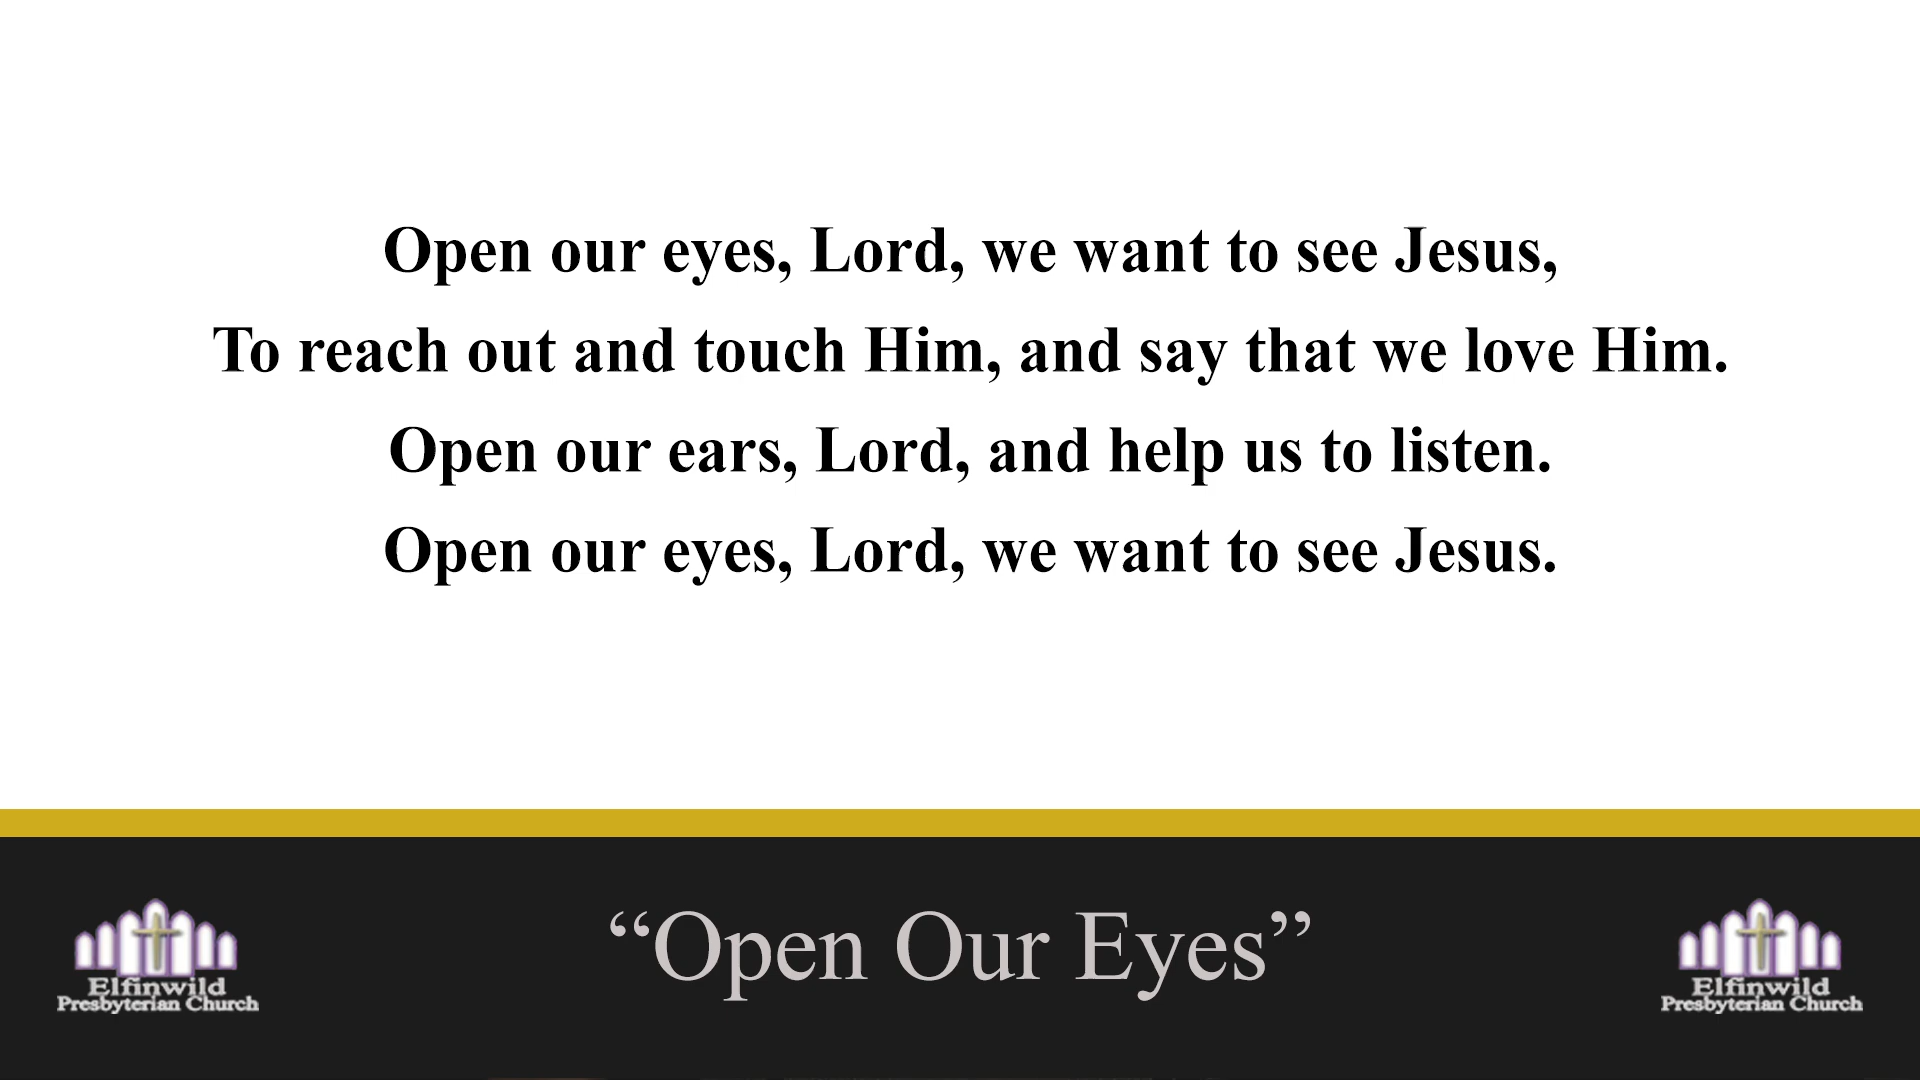 Open our eyes, Lord, we want to see Jesus,
To reach out and touch Him, and say that we love Him.
Open our ears, Lord, and help us to listen.
Open our eyes, Lord, we want to see Jesus.
Elfinwild
Presbyterian Church
“Open Our Eyes”
Elfinwild
Presbyterian Church